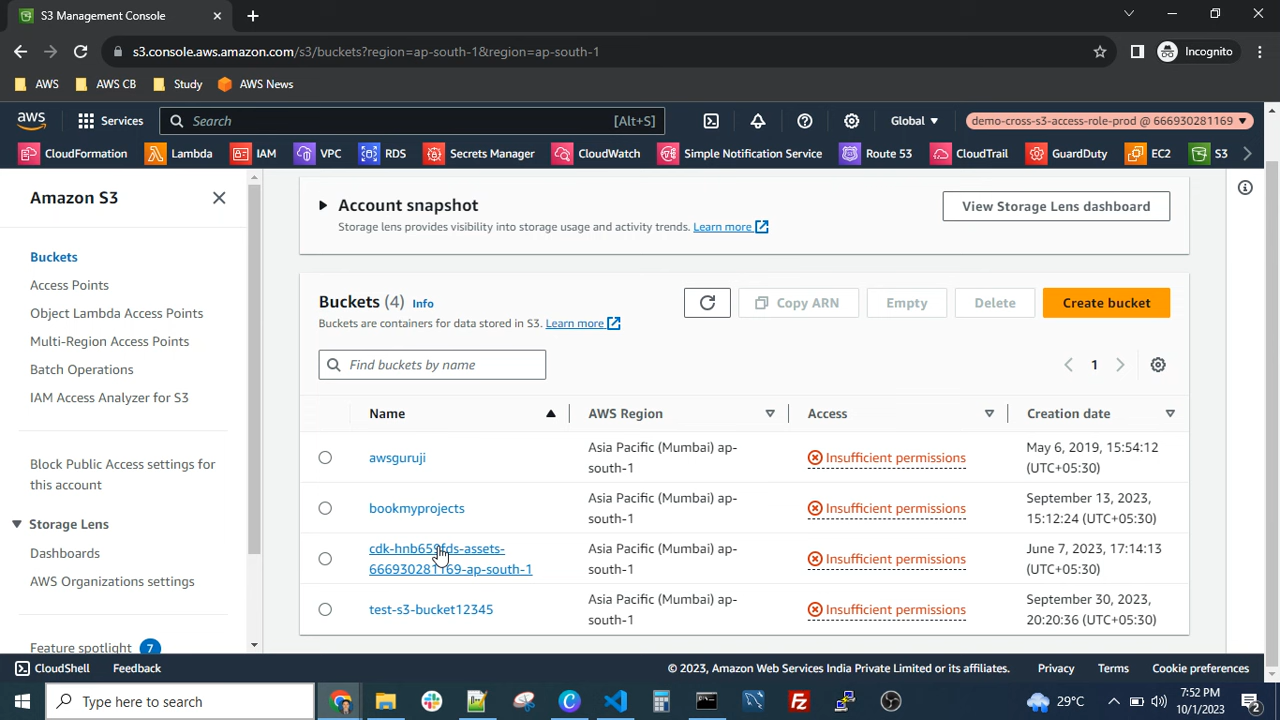 S3 Management Console
s3.console.aws.amazon.com/s3/buckets?region=ap-south-1&region=ap-south-1
Incognito
AWS
AWS CB
Study
AWS News
aws
Services
Search
[Alt+S]
Global
demo-cross-s3-access-role-prod @ 666930281169
CloudFormation
Lambda
IAM
VPC
RDS
Secrets Manager
CloudWatch
Simple Notification Service
Route 53
CloudTrail
GuardDuty
EC2
S3
Amazon S3
Buckets
Access Points
Object Lambda Access Points
Multi-Region Access Points
Batch Operations
IAM Access Analyzer for S3
Block Public Access settings for
this account
Storage Lens
Dashboards
AWS Organizations settings
Feature spotlight 7
Account snapshot
Storage lens provides visibility into storage usage and activity trends. Learn more
View Storage Lens dashboard
Buckets (4) Info
Buckets are containers for data stored in S3. Learn more
Copy ARN
Empty
Delete
Create bucket
Find buckets by name
1
Name
AWS Region
Access
Creation date
awsguruji
Asia Pacific (Mumbai) ap-
south-1
Insufficient permissions
May 6, 2019, 15:54:12
(UTC+05:30)
bookmyprojects
Asia Pacific (Mumbai) ap-
south-1
Insufficient permissions
September 13, 2023,
15:12:24 (UTC+05:30)
cdk-hnb659fds-assets-
666930281169-ap-south-1
Asia Pacific (Mumbai) ap-
south-1
Insufficient permissions
June 7, 2023, 17:14:13
(UTC+05:30)
test-s3-bucket12345
Asia Pacific (Mumbai) ap-
south-1
Insufficient permissions
September 30, 2023,
20:20:36 (UTC+05:30)
CloudShell
Feedback
© 2023, Amazon Web Services India Private Limited or its affiliates.
Privacy
Terms
Cookie preferences
Type here to search
29°C
7:52 PM
10/1/2023
2